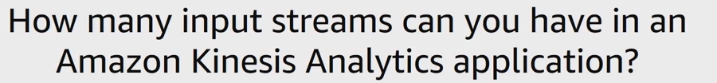 How many input streams can you have in an
Amazon Kinesis Analytics application?